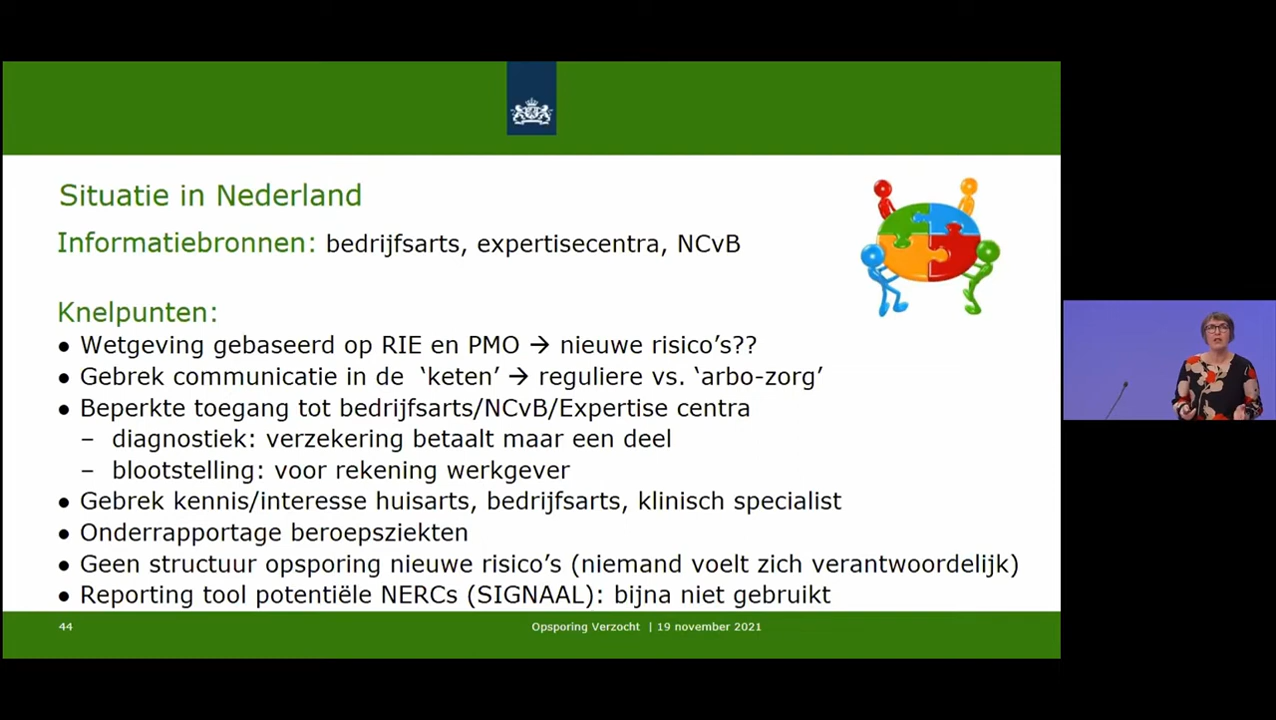 Situatie in Nederland
Informatiebronnen: bedrijfsarts, expertisecentra, NCvB
Knelpunten:
● Wetgeving gebaseerd op RIE en PMO → nieuwe risico's??
● Gebrek communicatie in de ‘keten’ → reguliere vs. ‘arbo-zorg’
● Beperkte toegang tot bedrijfsarts/NCvB/Expertise centra
– diagnostiek: verzekering betaalt maar een deel
– blootstelling: voor rekening werkgever
● Gebrek kennis/interesse huisarts, bedrijfsarts, klinisch specialist
● Onderrapportage beroepsziekten
● Geen structuur opsporing nieuwe risico's (niemand voelt zich verantwoordelijk)
● Reporting tool potentiële NERCs (SIGNAAL): bijna niet gebruikt
44 Opsporing Verzocht | 19 november 2021